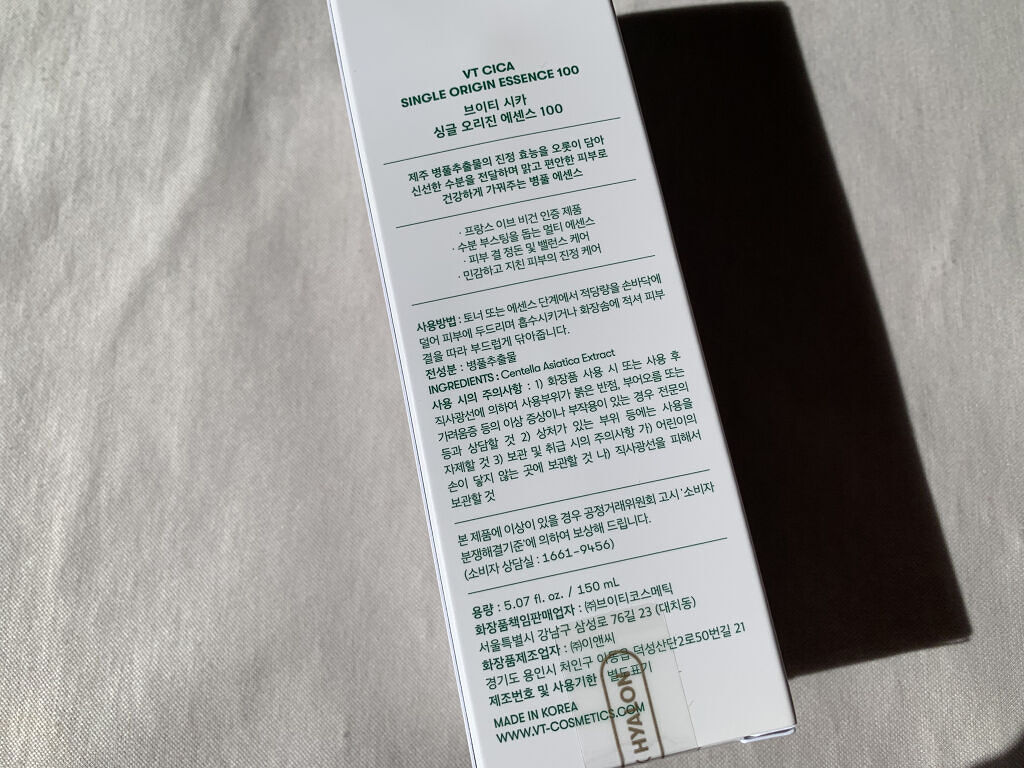 VT CICA
SINGLE ORIGIN ESSENCE 100
브이티 시카
싱글 오리진 에센스 100
제주 병풀추출물의 진정 효능을 오롯이 담아
신선한 수분을 전달하며 맑고 편안한 피부로
건강하게 가꿔주는 병풀 에센스
· 프랑스 이브 비건 인증 제품
· 수분 부스팅을 돕는 멀티 에센스
· 피부 결 정돈 및 밸런스 케어
· 민감하고 지친 피부의 진정 케어
사용방법 : 토너 또는 에센스 단계에서 적당량을 손바닥에
덜어 피부에 두드리며 흡수시키거나 화장솜에 적셔 피부
결을 따라 부드럽게 닦아줍니다.
전성분 : 병풀추출물
INGREDIENTS : Centella Asiatica Extract
사용 시의 주의사항 : 1) 화장품 사용 시 또는 사용 후
직사광선에 의하여 사용부위가 붉은 반점, 부어오름 또는
가려움증 등의 이상 증상이나 부작용이 있는 경우 전문의
등과 상담할 것 2) 상처가 있는 부위 등에는 사용을
자제할 것 3) 보관 및 취급 시의 주의사항 가) 어린이의
손이 닿지 않는 곳에 보관할 것 나) 직사광선을 피해서
보관할 것
본 제품에 이상이 있을 경우 공정거래위원회 고시 '소비자
분쟁해결기준'에 의하여 보상해 드립니다.
(소비자 상담실 : 1661-9456)
용량 : 5.07 fl. oz. / 150 mL
화장품책임판매업자 : ㈜브이티코스메틱
서울특별시 강남구 삼성로 76길 23 (대치동)
화장품제조업자 : ㈜이앤씨
경기도 용인시 처인구 이동읍 덕성산단2로50번길 21
제조번호 및 사용기한 : 별도표기
MADE IN KOREA
WWW.VT-COSMETICS.COM
HYALON